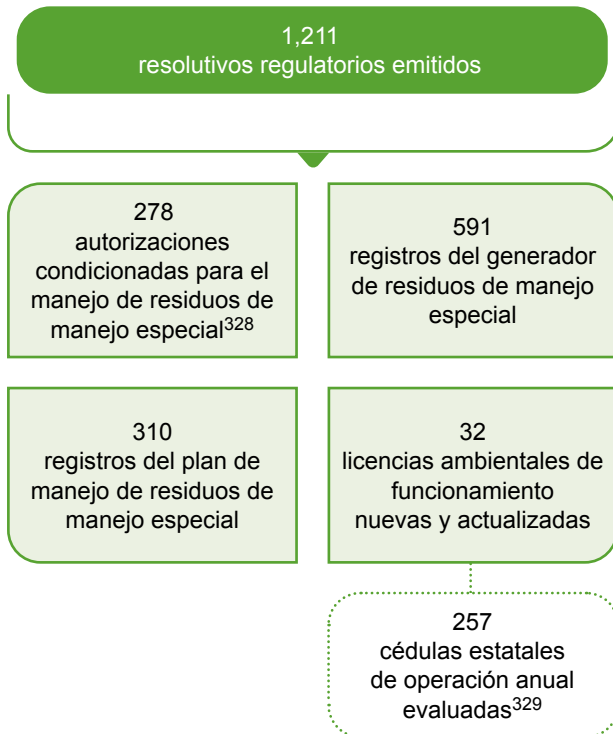 1,211
resolutivos regulatorios emitidos
278
autorizaciones
condicionadas para el
manejo de residuos de
manejo especial328
591
registros del generador
de residuos de manejo
especial
310
registros del plan de
manejo de residuos de
manejo especial
32
licencias ambientales de
funcionamiento
nuevas y actualizadas
257
cédulas estatales
de operación anual
evaluadas329